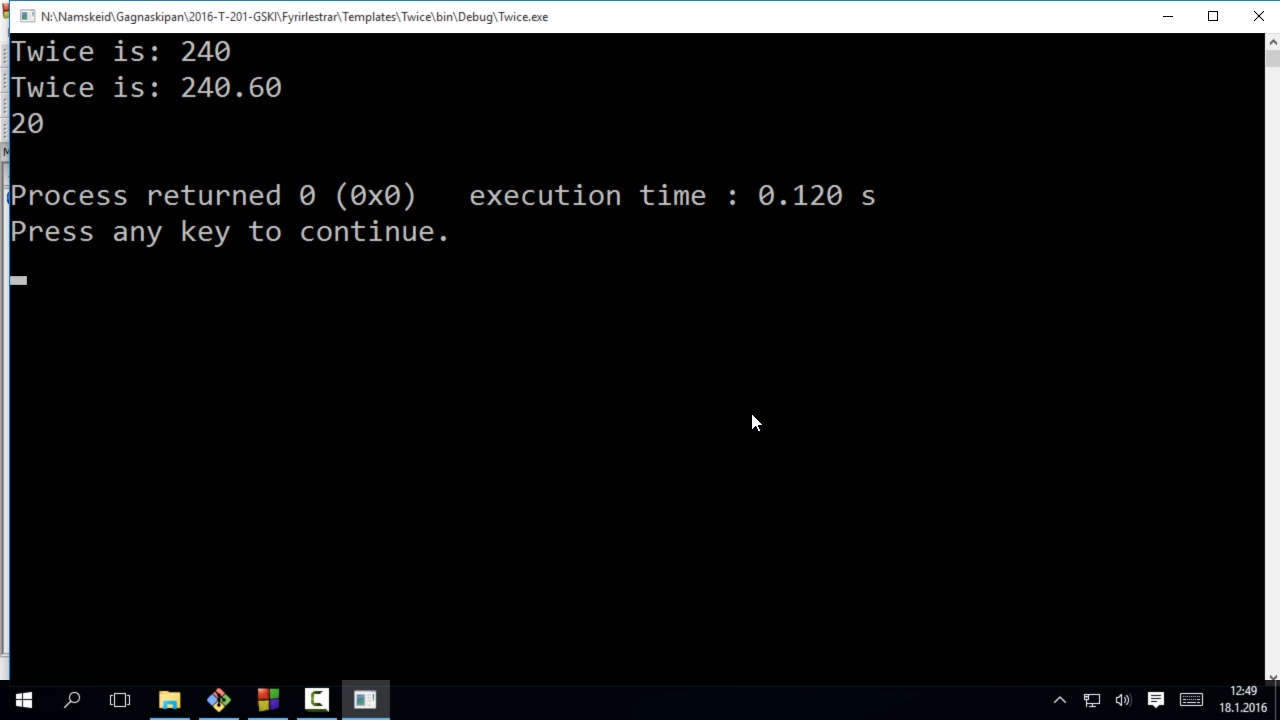 N:\Namskeid\Gagnaskipan\2016-T-201-GSKI\Fyrirlestrar\Templates\Twice\bin\Debug\Twice.exe
Twice is: 240
Twice is: 240.60
20
Process returned 0 (0x0)   execution time : 0.120 s
Press any key to continue.
12:49
18.1.2016